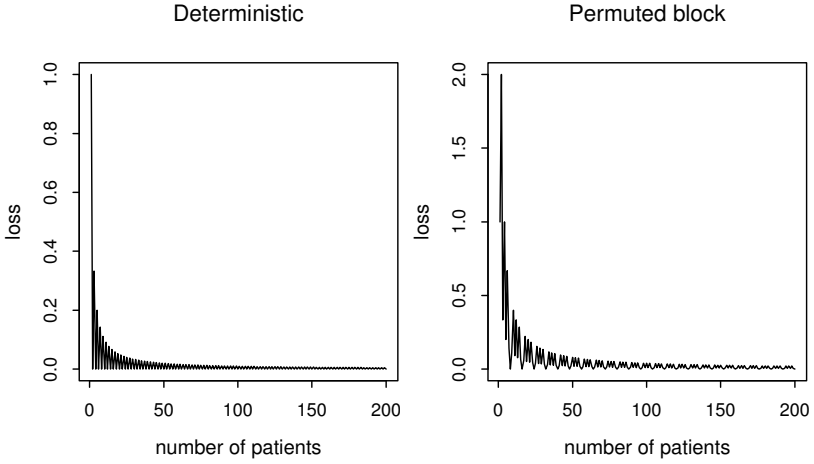 Deterministic
loss
0.0 0.2 0.4 0.6 0.8 1.0
0 50 100 150 200
number of patients
Permuted block
loss
0.0 0.5 1.0 1.5 2.0
0 50 100 150 200
number of patients